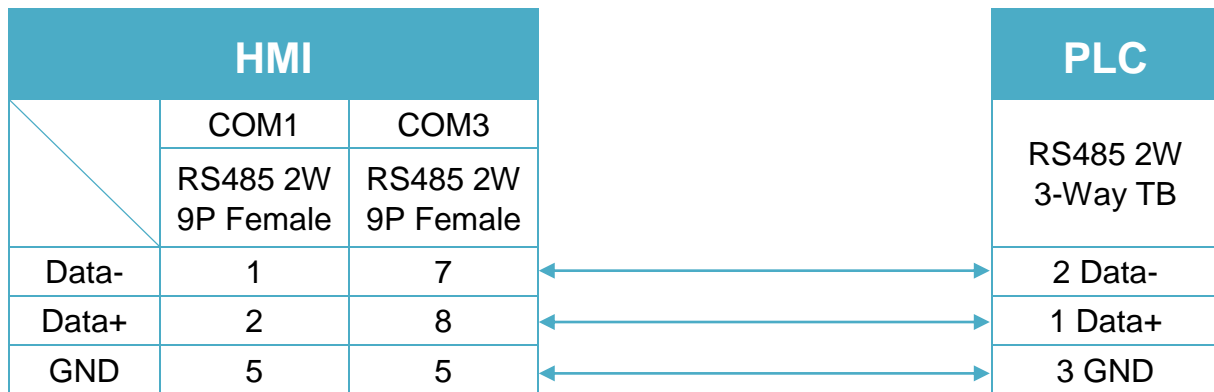 HMI PLC
COM1 COM3
RS485 2W
9P Female
RS485 2W
9P Female
RS485 2W
3-Way TB
Data- 1 7 2 Data-
Data+ 2 8 1 Data+
GND 5 5 3 GND